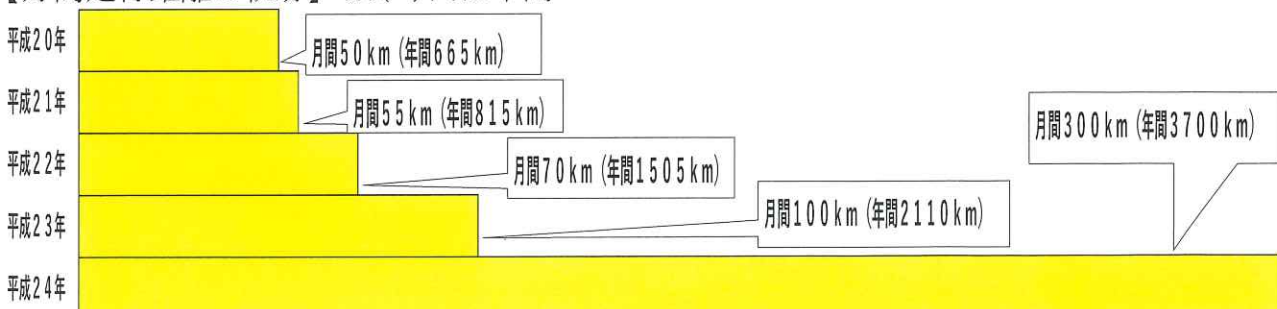 平成20年
月間50km (年間665km)
平成21年
月間55km (年間815km)
平成22年
月間70km (年間1505km)
平成23年
月間100km (年間2110km)
月間300km (年間3700km)
平成24年